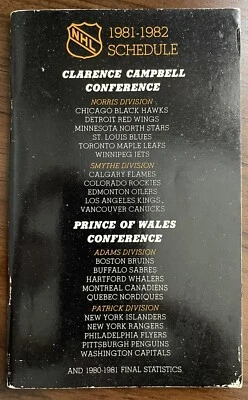 NHL
1981-1982
SCHEDULE
CLARENCE CAMPBELL
CONFERENCE
NORRIS DIVISION
CHICAGO BLACK HAWKS
DETROIT RED WINGS
MINNESOTA NORTH STARS
ST. LOUIS BLUES
TORONTO MAPLE LEAFS
WINNIPEG JETS
SMYTHE DIVISION
CALGARY FLAMES
COLORADO ROCKIES
EDMONTON OILERS
LOS ANGELES KINGS
VANCOUVER CANUCKS
PRINCE OF WALES
CONFERENCE
ADAMS DIVISION
BOSTON BRUINS
BUFFALO SABRES
HARTFORD WHALERS
MONTREAL CANADIENS
QUEBEC NORDIQUES
PATRICK DIVISION
NEW YORK ISLANDERS
NEW YORK RANGERS
PHILADELPHIA FLYERS
PITTSBURGH PENGUINS
WASHINGTON CAPITALS
AND 1980-1981 FINAL STATISTICS